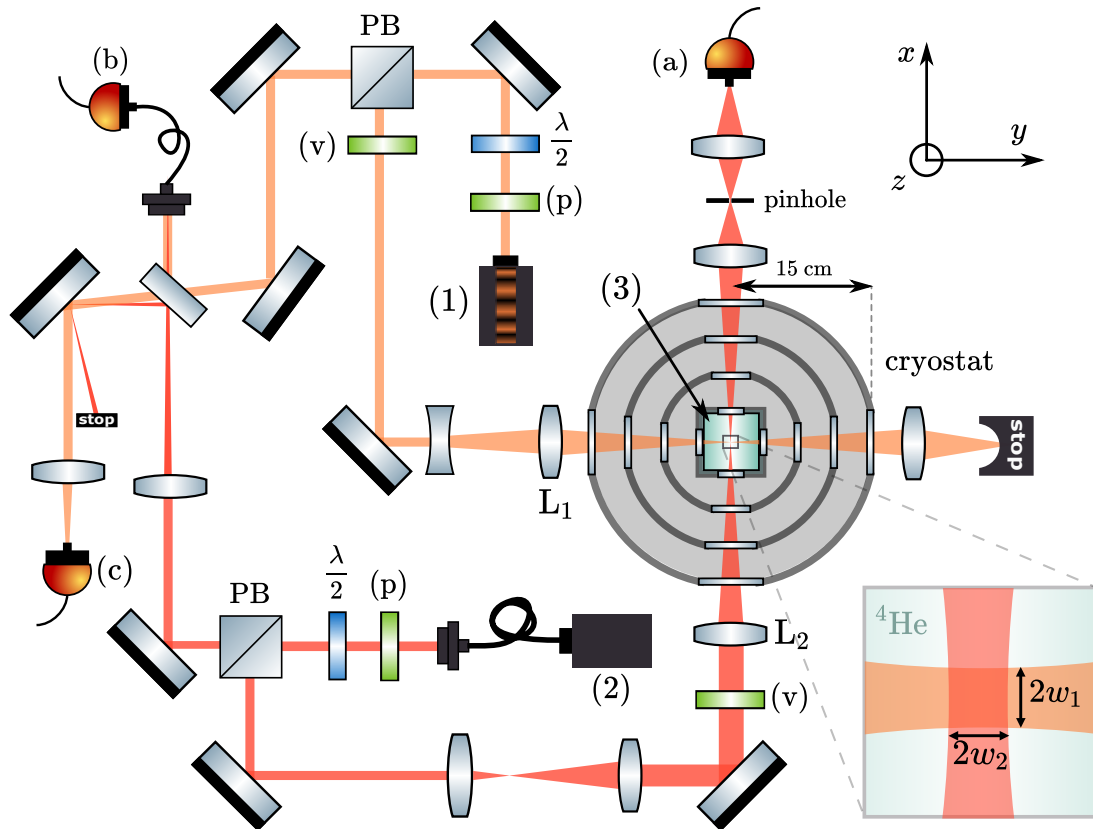 PB
(b)
(a)
x
y
z
(v)
λ/2
(p)
pinhole
15 cm
(1)
(3)
cryostat
stop
stop
L₁
(c)
PB
λ/2
(p)
(2)
L₂
(v)
⁴He
2w₁
2w₂